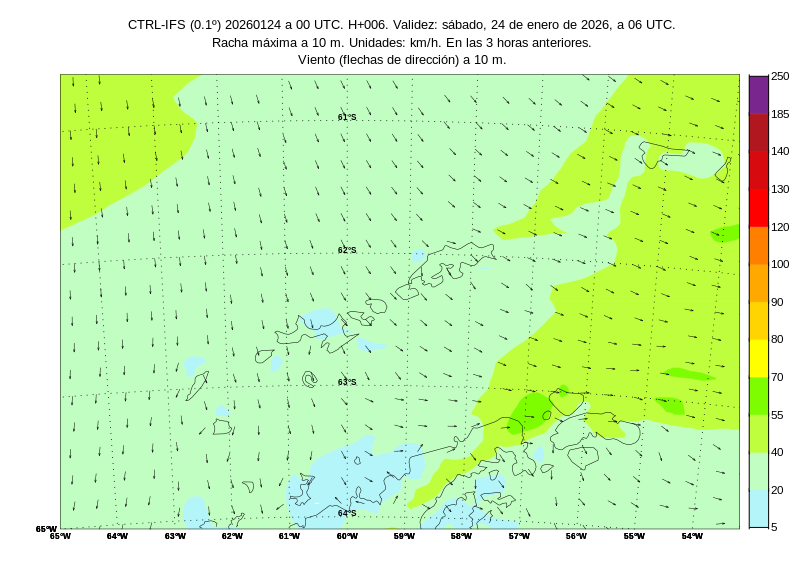 CTRL-IFS (0.1º) 20260124 a 00 UTC. H+006. Validez: sábado, 24 de enero de 2026, a 06 UTC.
Racha máxima a 10 m. Unidades: km/h. En las 3 horas anteriores.
Viento (flechas de dirección) a 10 m.
250
185
140
130
120
100
90
80
70
55
40
20
5
61°S
62°S
63°S
64°S
65°W
65°W 64°W 63°W 62°W 61°W 60°W 59°W 58°W 57°W 56°W 55°W 54°W